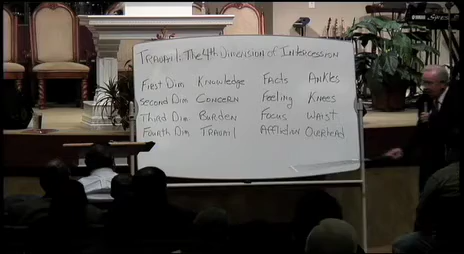 Travail: The 4th Dimension of Intercession
First Dim Knowledge Facts Ankles
Second Dim Concern Feeling Knees
Third Dim Burden Focus Waist
Fourth Dim Travail Affliction Overhead